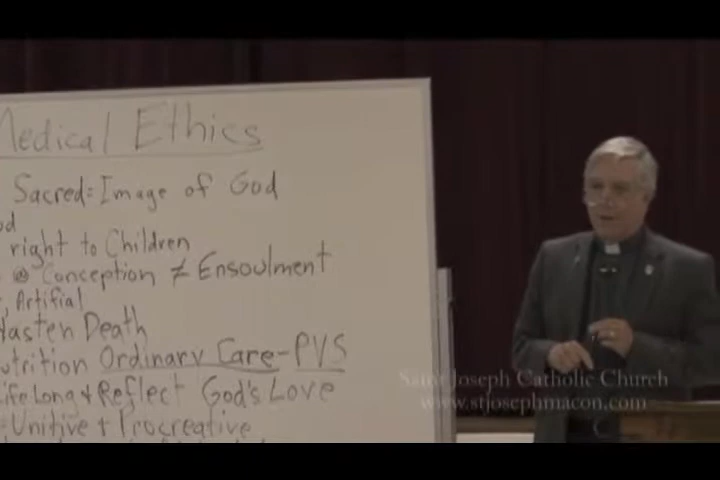 Medical Ethics
Sacred = Image of God
right to Children
@ Conception ≠ Ensoulment
, Artificial
Hasten Death
Nutrition Ordinary Care - PVS
Life Long + Reflect God's Love
= Unitive + Procreative
Saint Joseph Catholic Church
www.stjosephmacon.com